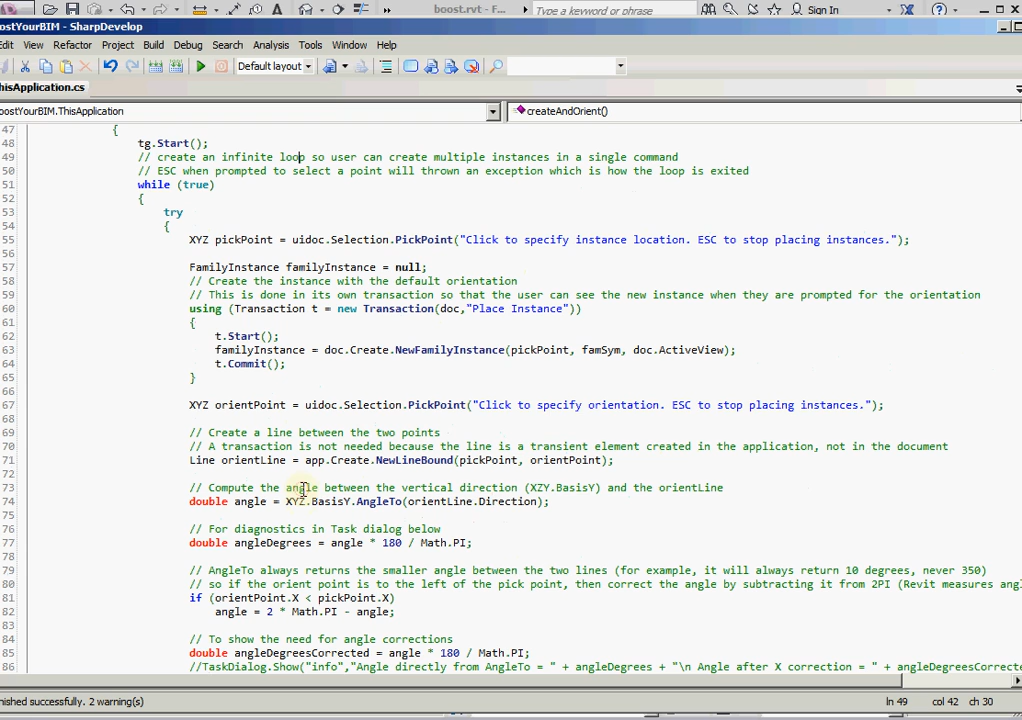 boost.rvt - F...
Type a keyword or phrase
Sign In
oostYourBIM - SharpDevelop
Edit View Refactor Project Build Debug Search Analysis Tools Window Help
Default layout
hisApplication.cs
oostYourBIM.ThisApplication
createAndOrient()
47 {
48 tg.Start();
49 // create an infinite loop so user can create multiple instances in a single command
50 // ESC when prompted to select a point will thrown an exception which is how the loop is exited
51 while (true)
52 {
53 try
54 {
55 XYZ pickPoint = uidoc.Selection.PickPoint("Click to specify instance location. ESC to stop placing instances.");
56
57 FamilyInstance familyInstance = null;
58 // Create the instance with the default orientation
59 // This is done in its own transaction so that the user can see the new instance when they are prompted for the orientation
60 using (Transaction t = new Transaction(doc,"Place Instance"))
61 {
62 t.Start();
63 familyInstance = doc.Create.NewFamilyInstance(pickPoint, famSym, doc.ActiveView);
64 t.Commit();
65 }
66
67 XYZ orientPoint = uidoc.Selection.PickPoint("Click to specify orientation. ESC to stop placing instances.");
68
69 // Create a line between the two points
70 // A transaction is not needed because the line is a transient element created in the application, not in the document
71 Line orientLine = app.Create.NewLineBound(pickPoint, orientPoint);
72
73 // Compute the angle between the vertical direction (XZY.BasisY) and the orientLine
74 double angle = XYZ.BasisY.AngleTo(orientLine.Direction);
75
76 // For diagnostics in Task dialog below
77 double angleDegrees = angle * 180 / Math.PI;
78
79 // AngleTo always returns the smaller angle between the two lines (for example, it will always return 10 degrees, never 350)
80 // so if the orient point is to the left of the pick point, then correct the angle by subtracting it from 2PI (Revit measures ang
81 if (orientPoint.X < pickPoint.X)
82 angle = 2 * Math.PI - angle;
83
84 // To show the need for angle corrections
85 double angleDegreesCorrected = angle * 180 / Math.PI;
86 //TaskDialog.Show("info","Angle directly from AngleTo = " + angleDegrees + "\n Angle after X correction = " + angleDegreesCorrecte
nished successfully. 2 warning(s)
ln 49 col 42 ch 30